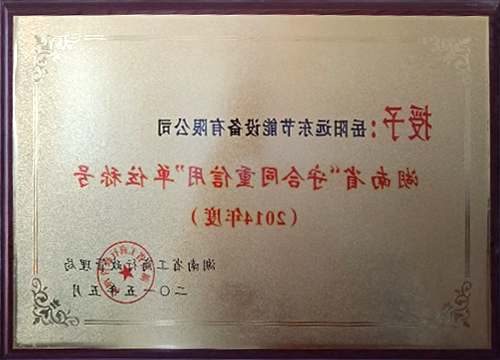 授予：岳阳远东节能设备有限公司
湖南省“守合同重信用”单位称号
（2014年度）
湖南省工商行政管理局
二〇一五年五月